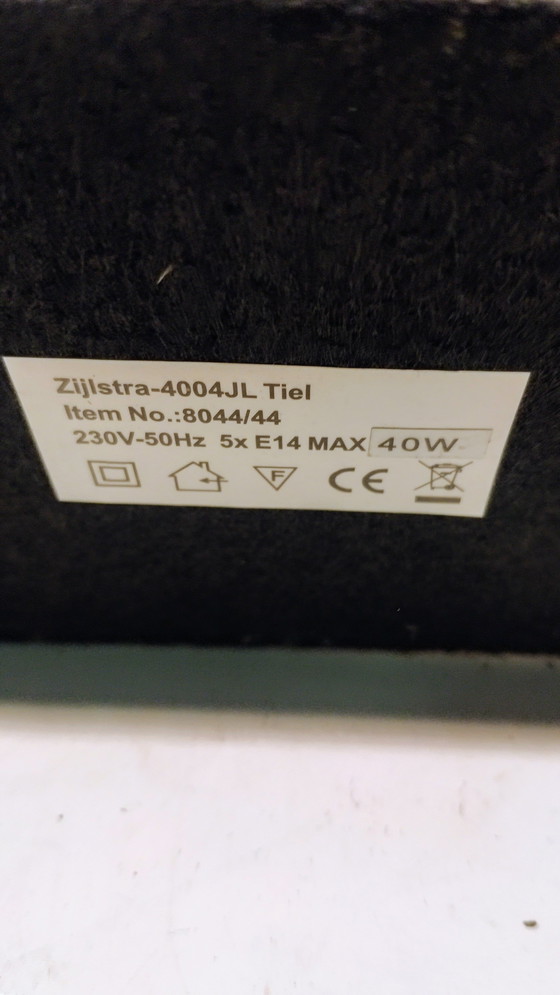 Zijlstra-4004JL Tiel
Item No.:8044/44
230V-50Hz 5x E14 MAX 40W
F CE